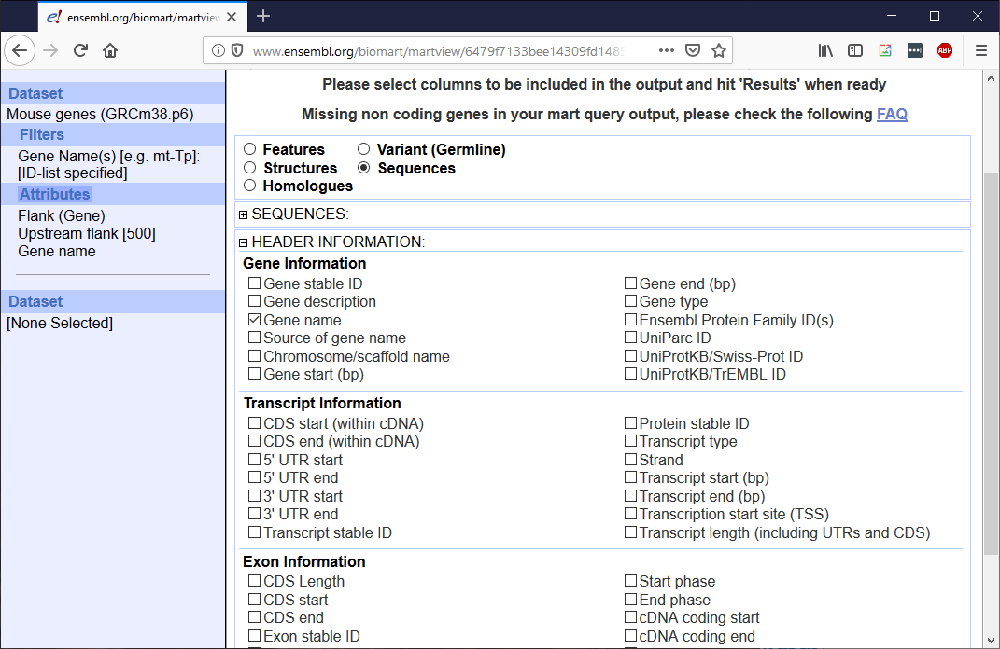 ensembl.org/biomart/martview
www.ensembl.org/biomart/martview/6479f7133bee14309fd148
ABP
Dataset
Mouse genes (GRCm38.p6)
Filters
Gene Name(s) [e.g. mt-Tp]:
[ID-list specified]
Attributes
Flank (Gene)
Upstream flank [500]
Gene name
Dataset
[None Selected]
Please select columns to be included in the output and hit 'Results' when ready
Missing non coding genes in your mart query output, please check the following FAQ
Features Variant (Germline)
Structures Sequences
Homologues
SEQUENCES:
HEADER INFORMATION:
Gene Information
Gene stable ID Gene end (bp)
Gene description Gene type
Gene name Ensembl Protein Family ID(s)
Source of gene name UniParc ID
Chromosome/scaffold name UniProtKB/Swiss-Prot ID
Gene start (bp) UniProtKB/TrEMBL ID
Transcript Information
CDS start (within cDNA) Protein stable ID
CDS end (within cDNA) Transcript type
5' UTR start Strand
5' UTR end Transcript start (bp)
3' UTR start Transcript end (bp)
3' UTR end Transcription start site (TSS)
Transcript stable ID Transcript length (including UTRs and CDS)
Exon Information
CDS Length Start phase
CDS start End phase
CDS end cDNA coding start
Exon stable ID cDNA coding end